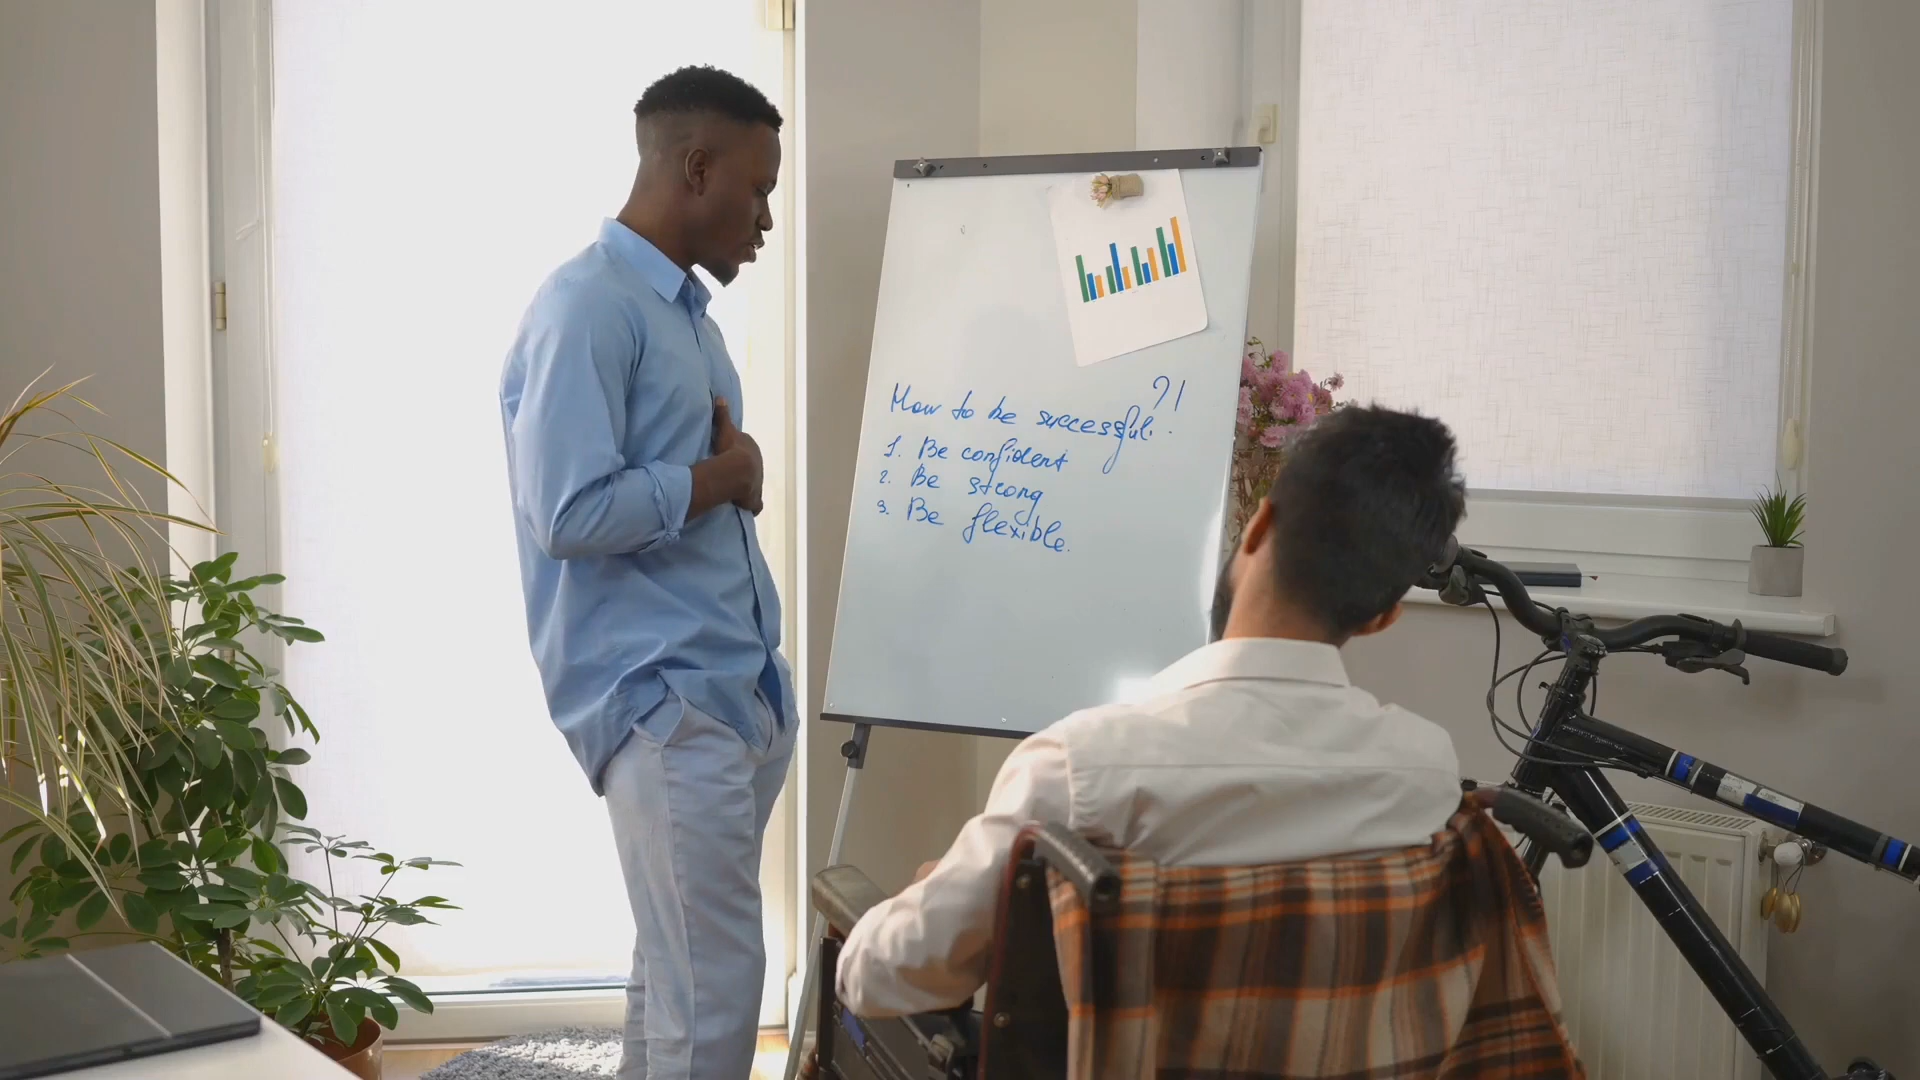 How to be successful?!
1. Be confident
2. Be strong
3. Be flexible.